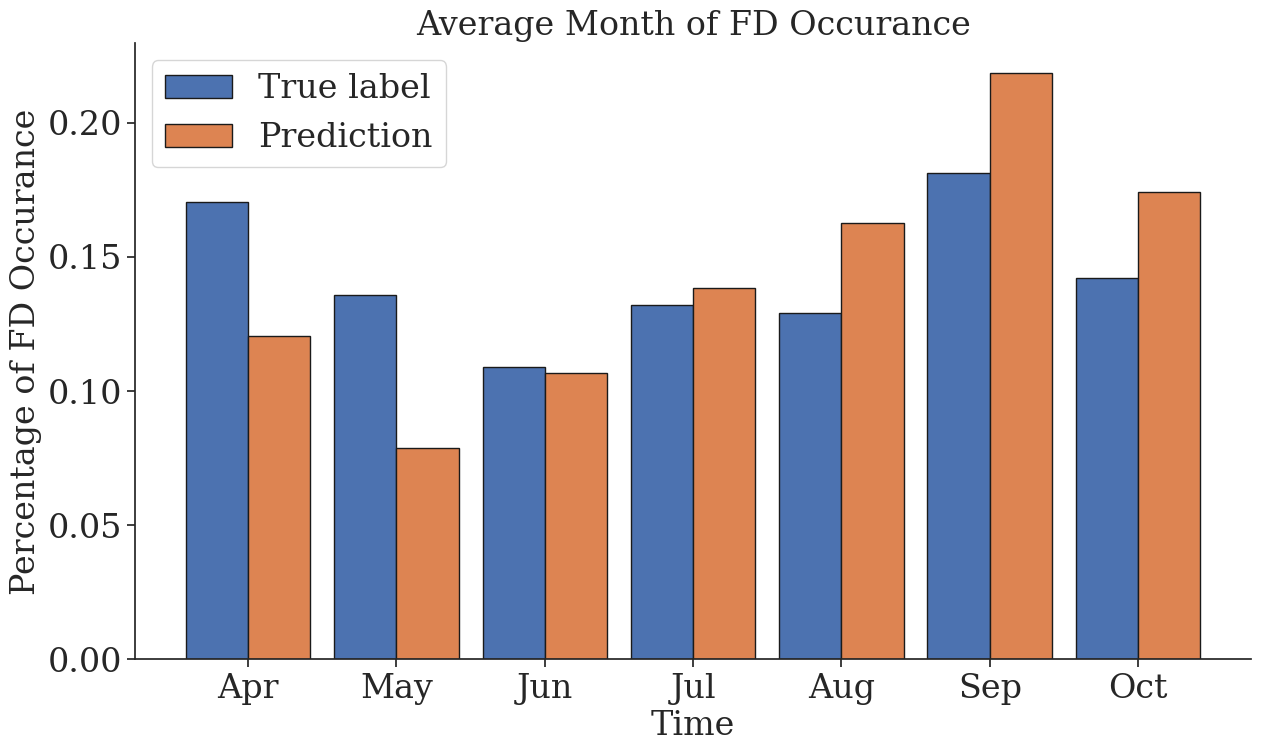 Average Month of FD Occurance
True label
Prediction
Percentage of FD Occurance
0.20
0.15
0.10
0.05
0.00
Apr May Jun Jul Aug Sep Oct
Time